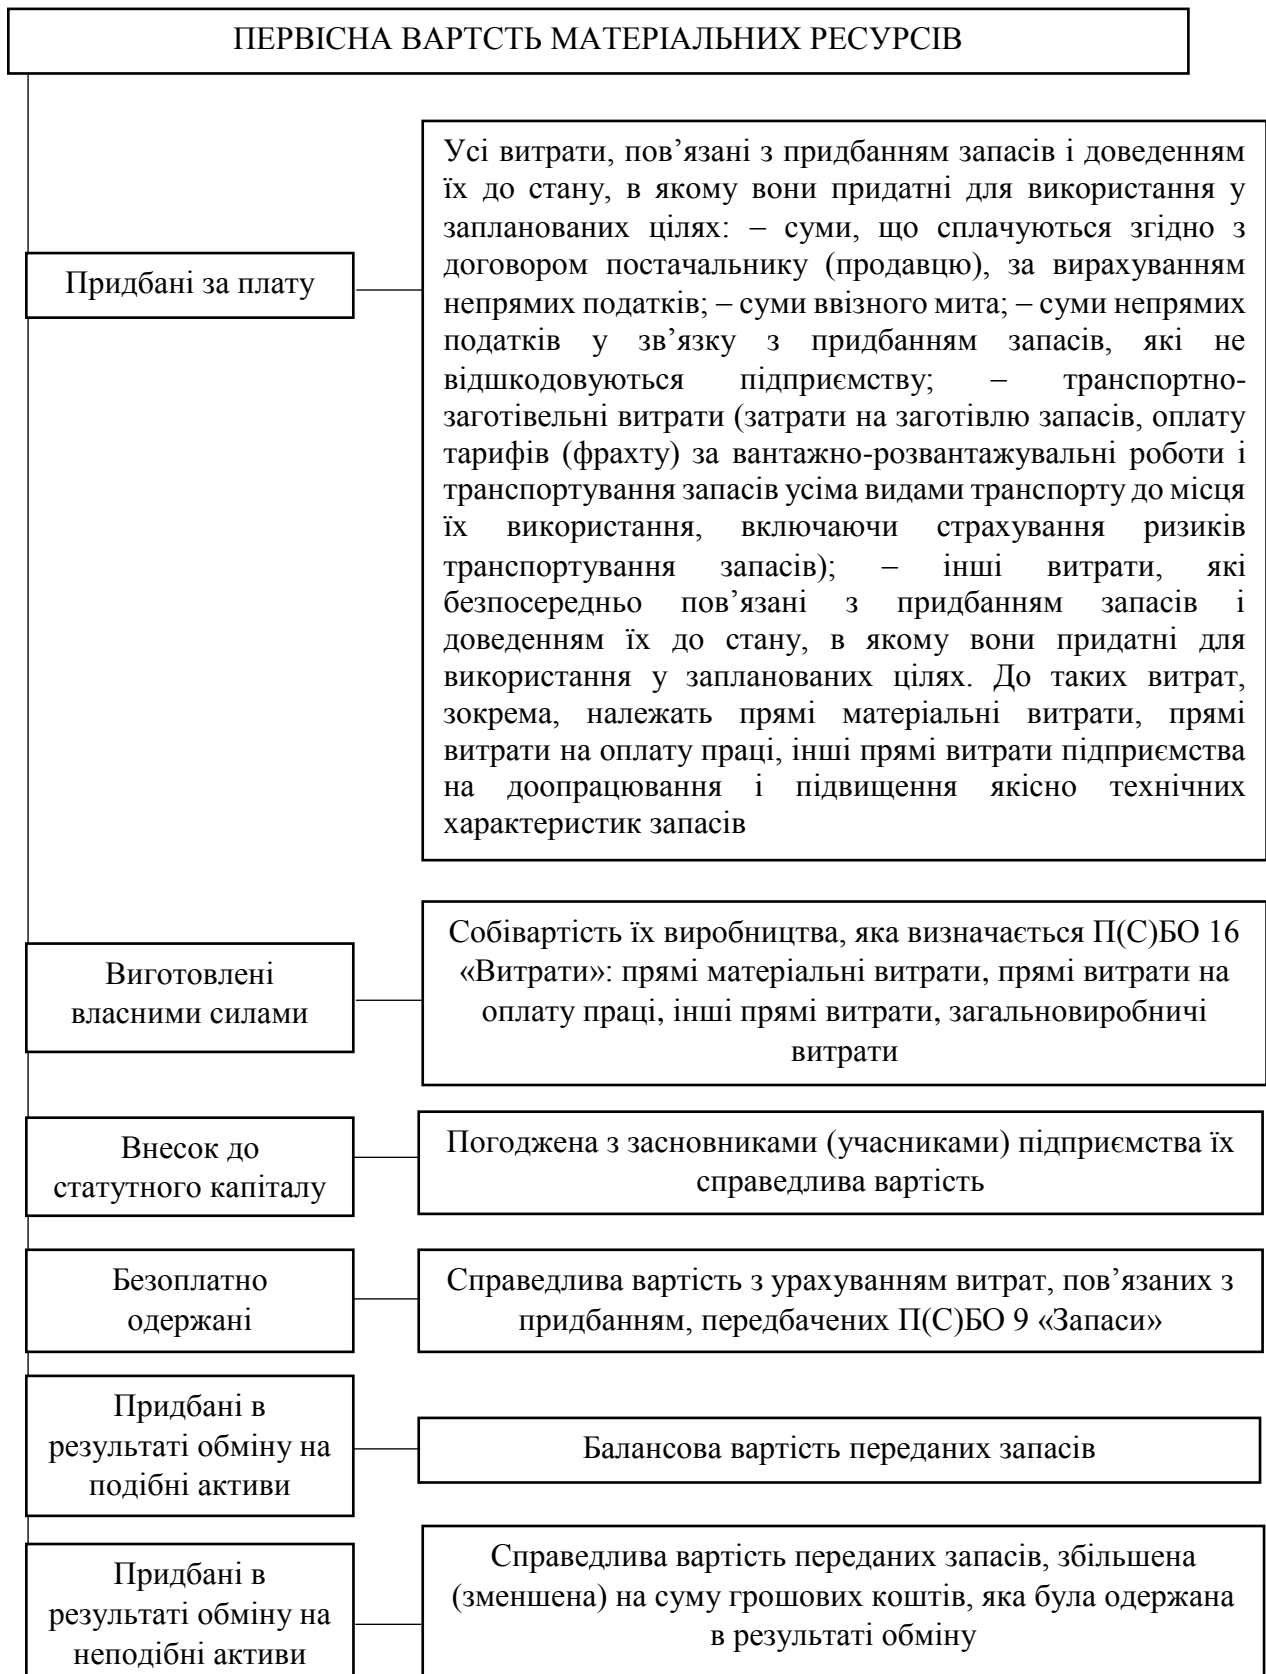 ПЕРВІСНА ВАРТСТЬ МАТЕРІАЛЬНИХ РЕСУРСІВ
Придбані за плату
Усі витрати, пов’язані з придбанням запасів і доведенням
їх до стану, в якому вони придатні для використання у
запланованих цілях: – суми, що сплачуються згідно з
договором постачальнику (продавцю), за вирахуванням
непрямих податків; – суми ввізного мита; – суми непрямих
податків у зв’язку з придбанням запасів, які не
відшкодовуються підприємству; – транспортно-
заготівельні витрати (затрати на заготівлю запасів, оплату
тарифів (фрахту) за вантажно-розвантажувальні роботи і
транспортування запасів усіма видами транспорту до місця
їх використання, включаючи страхування ризиків
транспортування запасів); – інші витрати, які
безпосередньо пов’язані з придбанням запасів і
доведенням їх до стану, в якому вони придатні для
використання у запланованих цілях. До таких витрат,
зокрема, належать прямі матеріальні витрати, прямі
витрати на оплату праці, інші прямі витрати підприємства
на доопрацювання і підвищення якісно технічних
характеристик запасів
Виготовлені
власними силами
Собівартість їх виробництва, яка визначається П(С)БО 16
«Витрати»: прямі матеріальні витрати, прямі витрати на
оплату праці, інші прямі витрати, загальновиробничі
витрати
Внесок до
статутного капіталу
Погоджена з засновниками (учасниками) підприємства їх
справедлива вартість
Безоплатно
одержані
Справедлива вартість з урахуванням витрат, пов’язаних з
придбанням, передбачених П(С)БО 9 «Запаси»
Придбані в
результаті обміну на
подібні активи
Балансова вартість переданих запасів
Придбані в
результаті обміну на
неподібні активи
Справедлива вартість переданих запасів, збільшена
(зменшена) на суму грошових коштів, яка була одержана
в результаті обміну